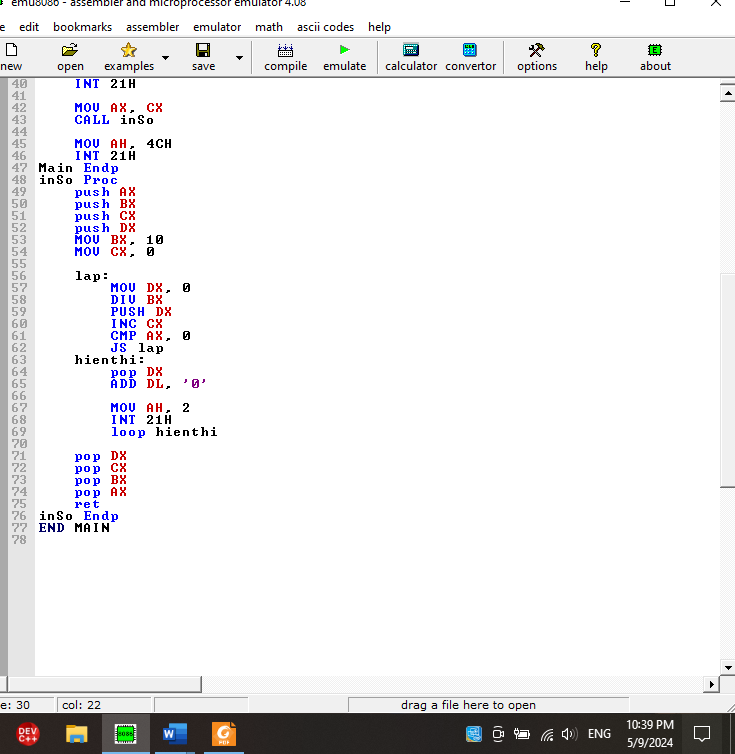 emu8086 - assembler and microprocessor emulator 4.08
e edit bookmarks assembler emulator math ascii codes help
new open examples save compile emulate calculator convertor options help about
40 INT 21H
41
42 MOV AX, CX
43 CALL inSo
44
45 MOV AH, 4CH
46 INT 21H
47 Main Endp
48 inSo Proc
49 push AX
50 push BX
51 push CX
52 push DX
53 MOV BX, 10
54 MOV CX, 0
55
56 lap:
57 MOV DX, 0
58 DIV BX
59 PUSH DX
60 INC CX
61 CMP AX, 0
62 JS lap
63 hienthi:
64 pop DX
65 ADD DL, '0'
66
67 MOV AH, 2
68 INT 21H
69 loop hienthi
70
71 pop DX
72 pop CX
73 pop BX
74 pop AX
75 ret
76 inSo Endp
77 END MAIN
78
e: 30 col: 22 drag a file here to open
DEV C++ 8086 W G PDF ENG 10:39 PM
5/9/2024